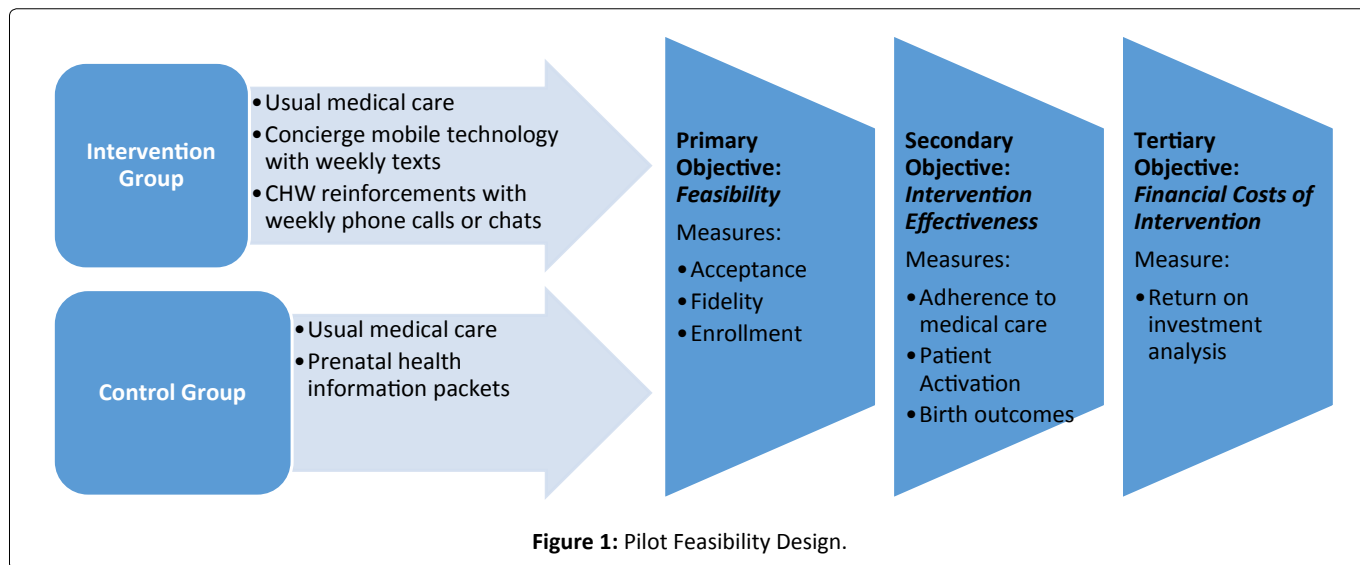 Intervention
Group
•Usual medical care
•Concierge mobile technology
with weekly texts
•CHW reinforcements with
weekly phone calls or chats
Control Group
•Usual medical care
•Prenatal health
information packets
Primary
Objective:
Feasibility
Measures:
•Acceptance
•Fidelity
•Enrollment
Secondary
Objective:
Intervention
Effectiveness
Measures:
•Adherence to
medical care
•Patient
Activation
•Birth outcomes
Tertiary
Objective:
Financial Costs of
Intervention
Measure:
•Return on
investment
analysis
Figure 1: Pilot Feasibility Design.